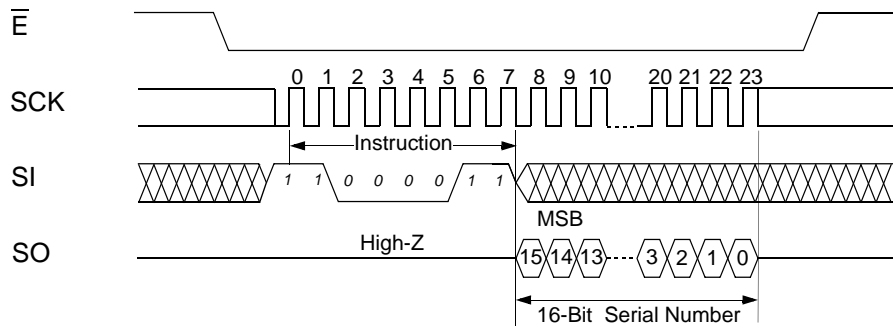 E
0 1 2 3 4 5 6 7 8 9 10 20 21 22 23
SCK
Instruction
SI 1 1 0 0 0 0 1 1
MSB
High-Z
SO 15 14 13 3 2 1 0
16-Bit Serial Number